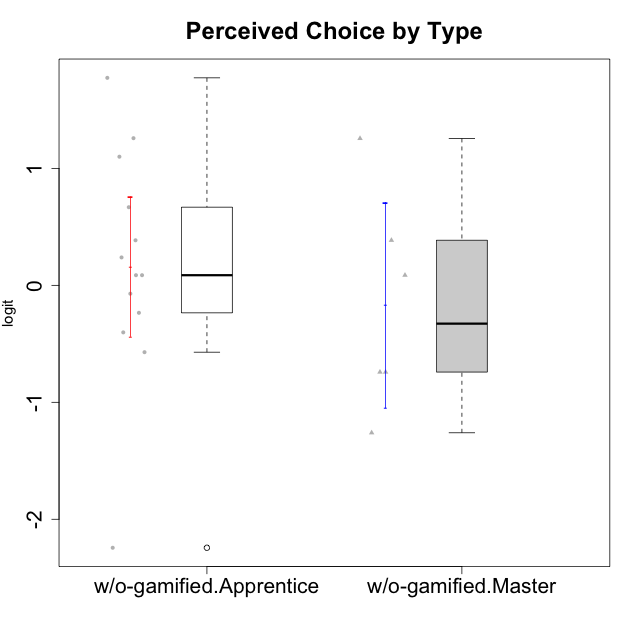 Perceived Choice by Type
logit
1
0
-1
-2
w/o-gamified.Apprentice
w/o-gamified.Master